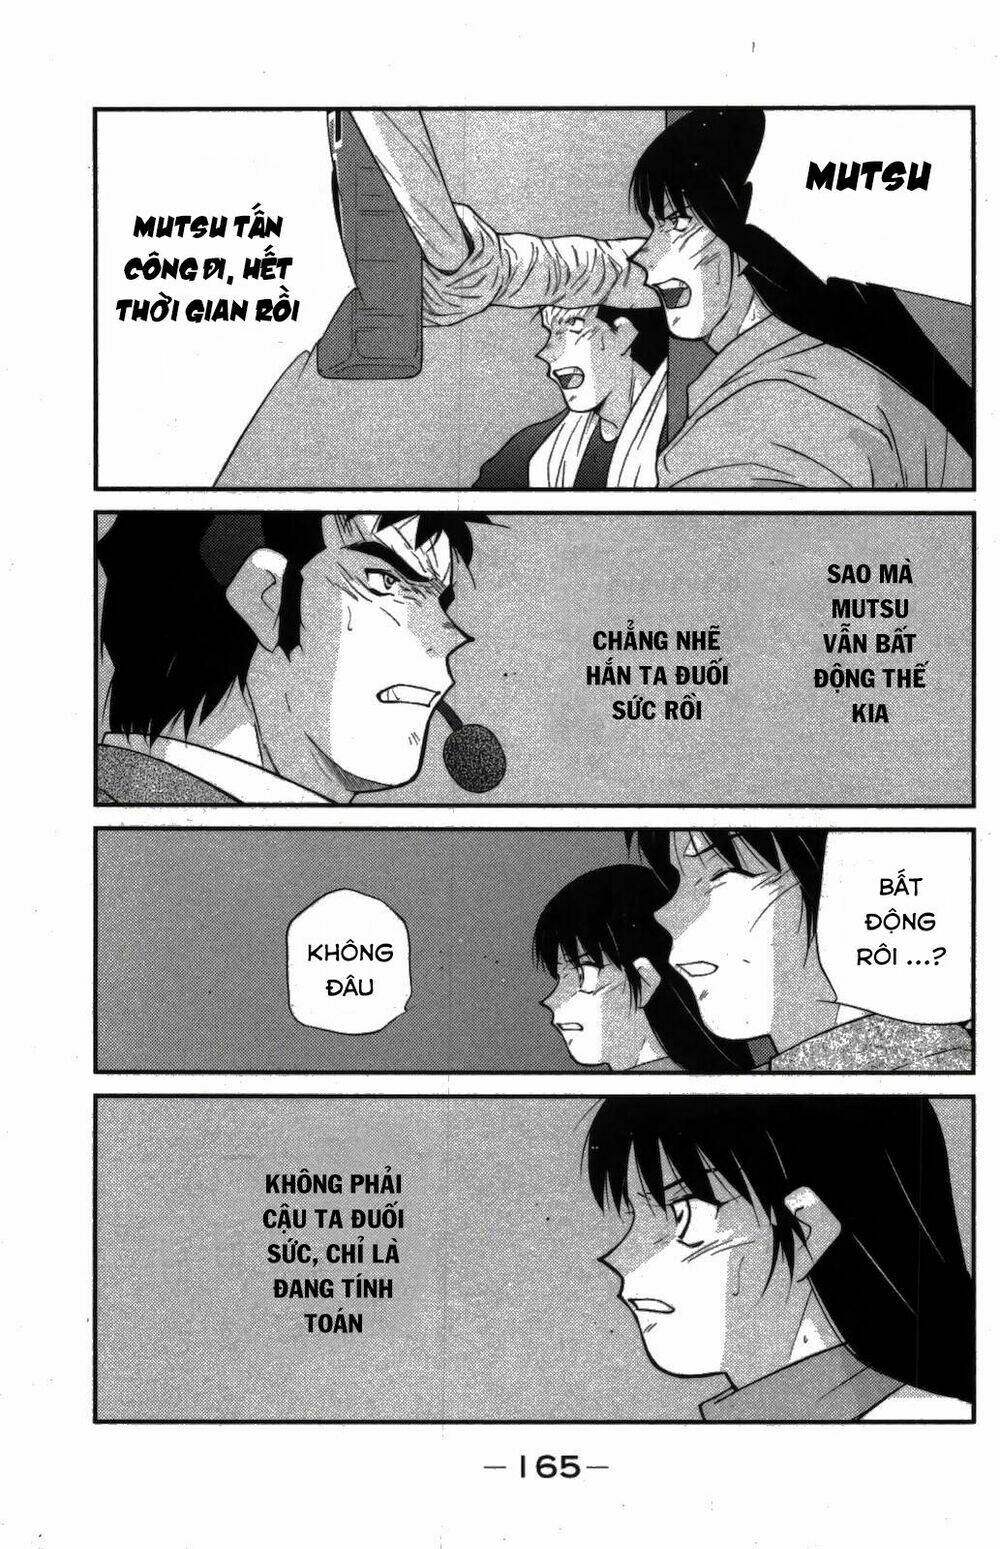 MUTSU
MUTSU TẤN
CÔNG ĐI, HẾT
THỜI GIAN RỒI
SAO MÀ
MUTSU
VẪN BẤT
ĐỘNG THẾ
KIA
CHẲNG NHẼ
HẮN TA ĐUỐI
SỨC RỒI
BẤT
ĐỘNG
RÔI ...?
KHÔNG
ĐÂU
KHÔNG PHẢI
CẬU TA ĐUỐI
SỨC, CHỈ LÀ
ĐANG TÍNH
TOÁN
-165-